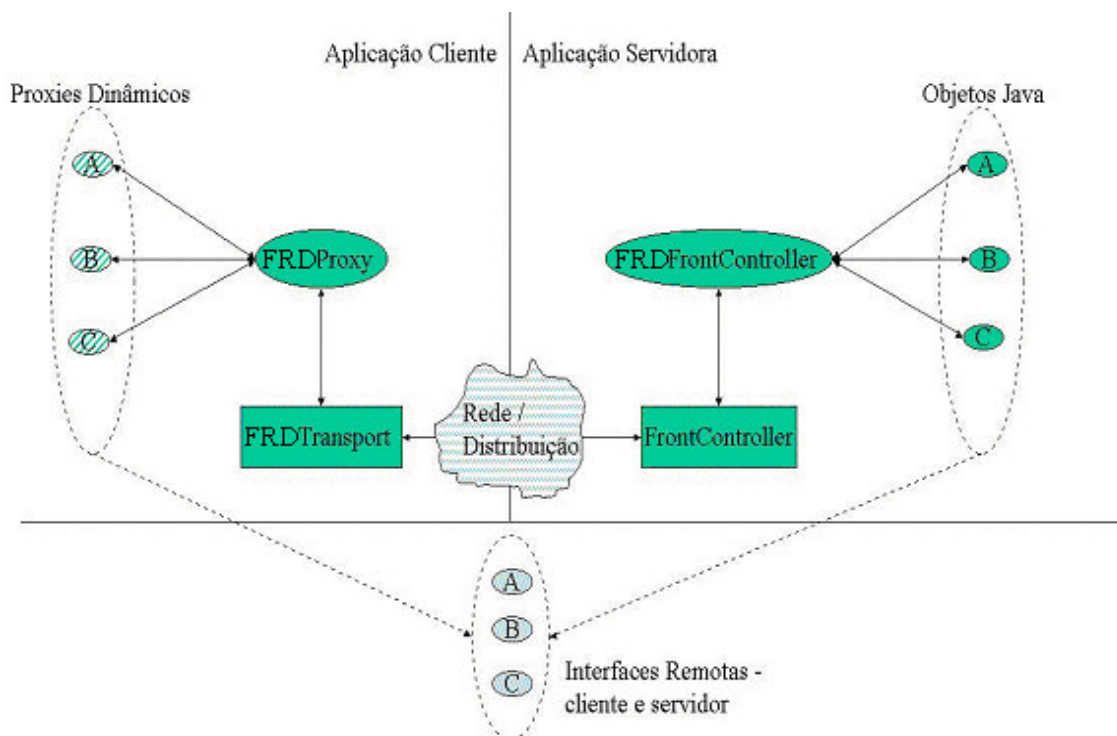 Aplicação Cliente
Aplicação Servidora
Proxies Dinâmicos
Objetos Java
A
A
B
FRDProxy
FRDFrontController
B
C
C
Rede /
Distribuição
FRDTransport
FrontController
A
B
C
Interfaces Remotas -
cliente e servidor